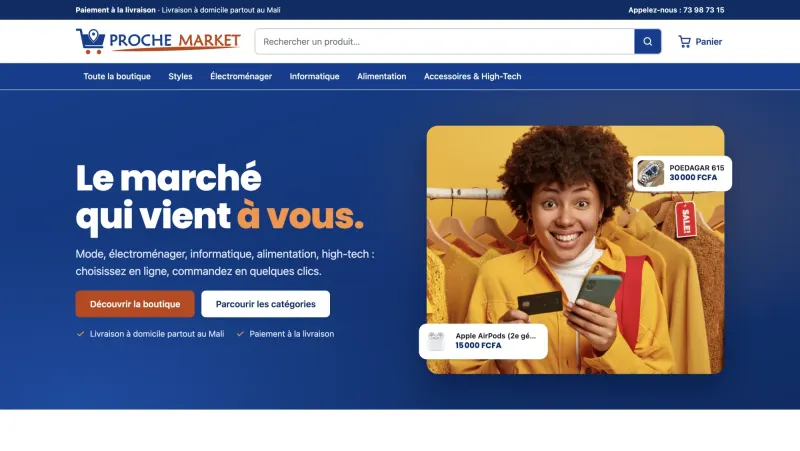 Paiement à la livraison · Livraison à domicile partout au Mali
Appelez-nous : 73 98 73 15
PROCHE MARKET
Rechercher un produit...
Panier
Toute la boutique
Styles
Électroménager
Informatique
Alimentation
Accessoires & High-Tech
Le marché
qui vient à vous.
Mode, électroménager, informatique, alimentation, high-tech :
choisissez en ligne, commandez en quelques clics.
Découvrir la boutique
Parcourir les catégories
Livraison à domicile partout au Mali
Paiement à la livraison
POEDAGAR 615
30 000 FCFA
SALE!
Apple AirPods (2e gé...
15 000 FCFA